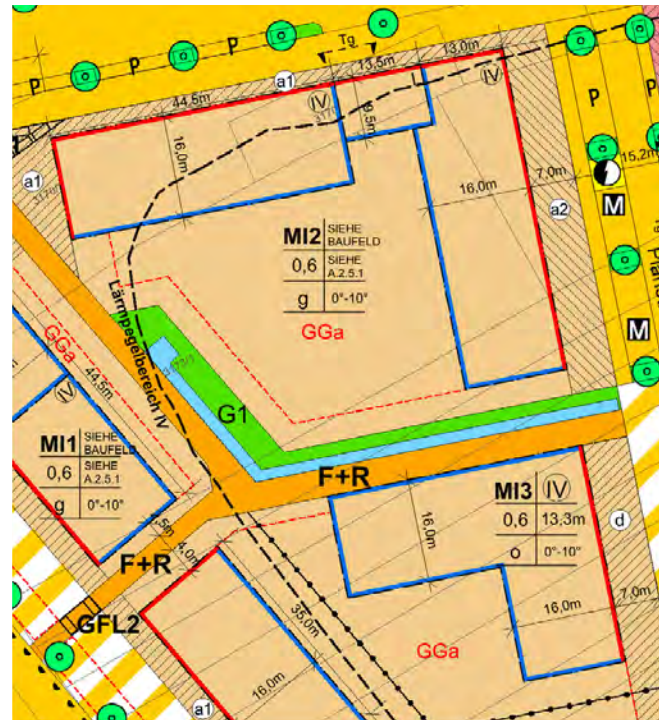 Tg
P
P
P
13,0m
13,5m
a1
44,5m
IV
IV
9,5m
16,0m
P
P
15,2m
a1
16,0m
7,0m
M
a2
MI2 SIEHE BAUFELD
0,6 SIEHE A.2.5.1
g 0°-10°
Lärmpegelbereich IV
GGa
GGa
M
44,5m
G1
IV
MI1 SIEHE BAUFELD
0,6 SIEHE A.2.5.1
g 0°-10°
F+R
MI3 IV
0,6 13,3m
o 0°-10°
16,0m
d
4,0m
F+R
35,0m
16,0m
7,0m
GFL2
GGa
16,0m
a1